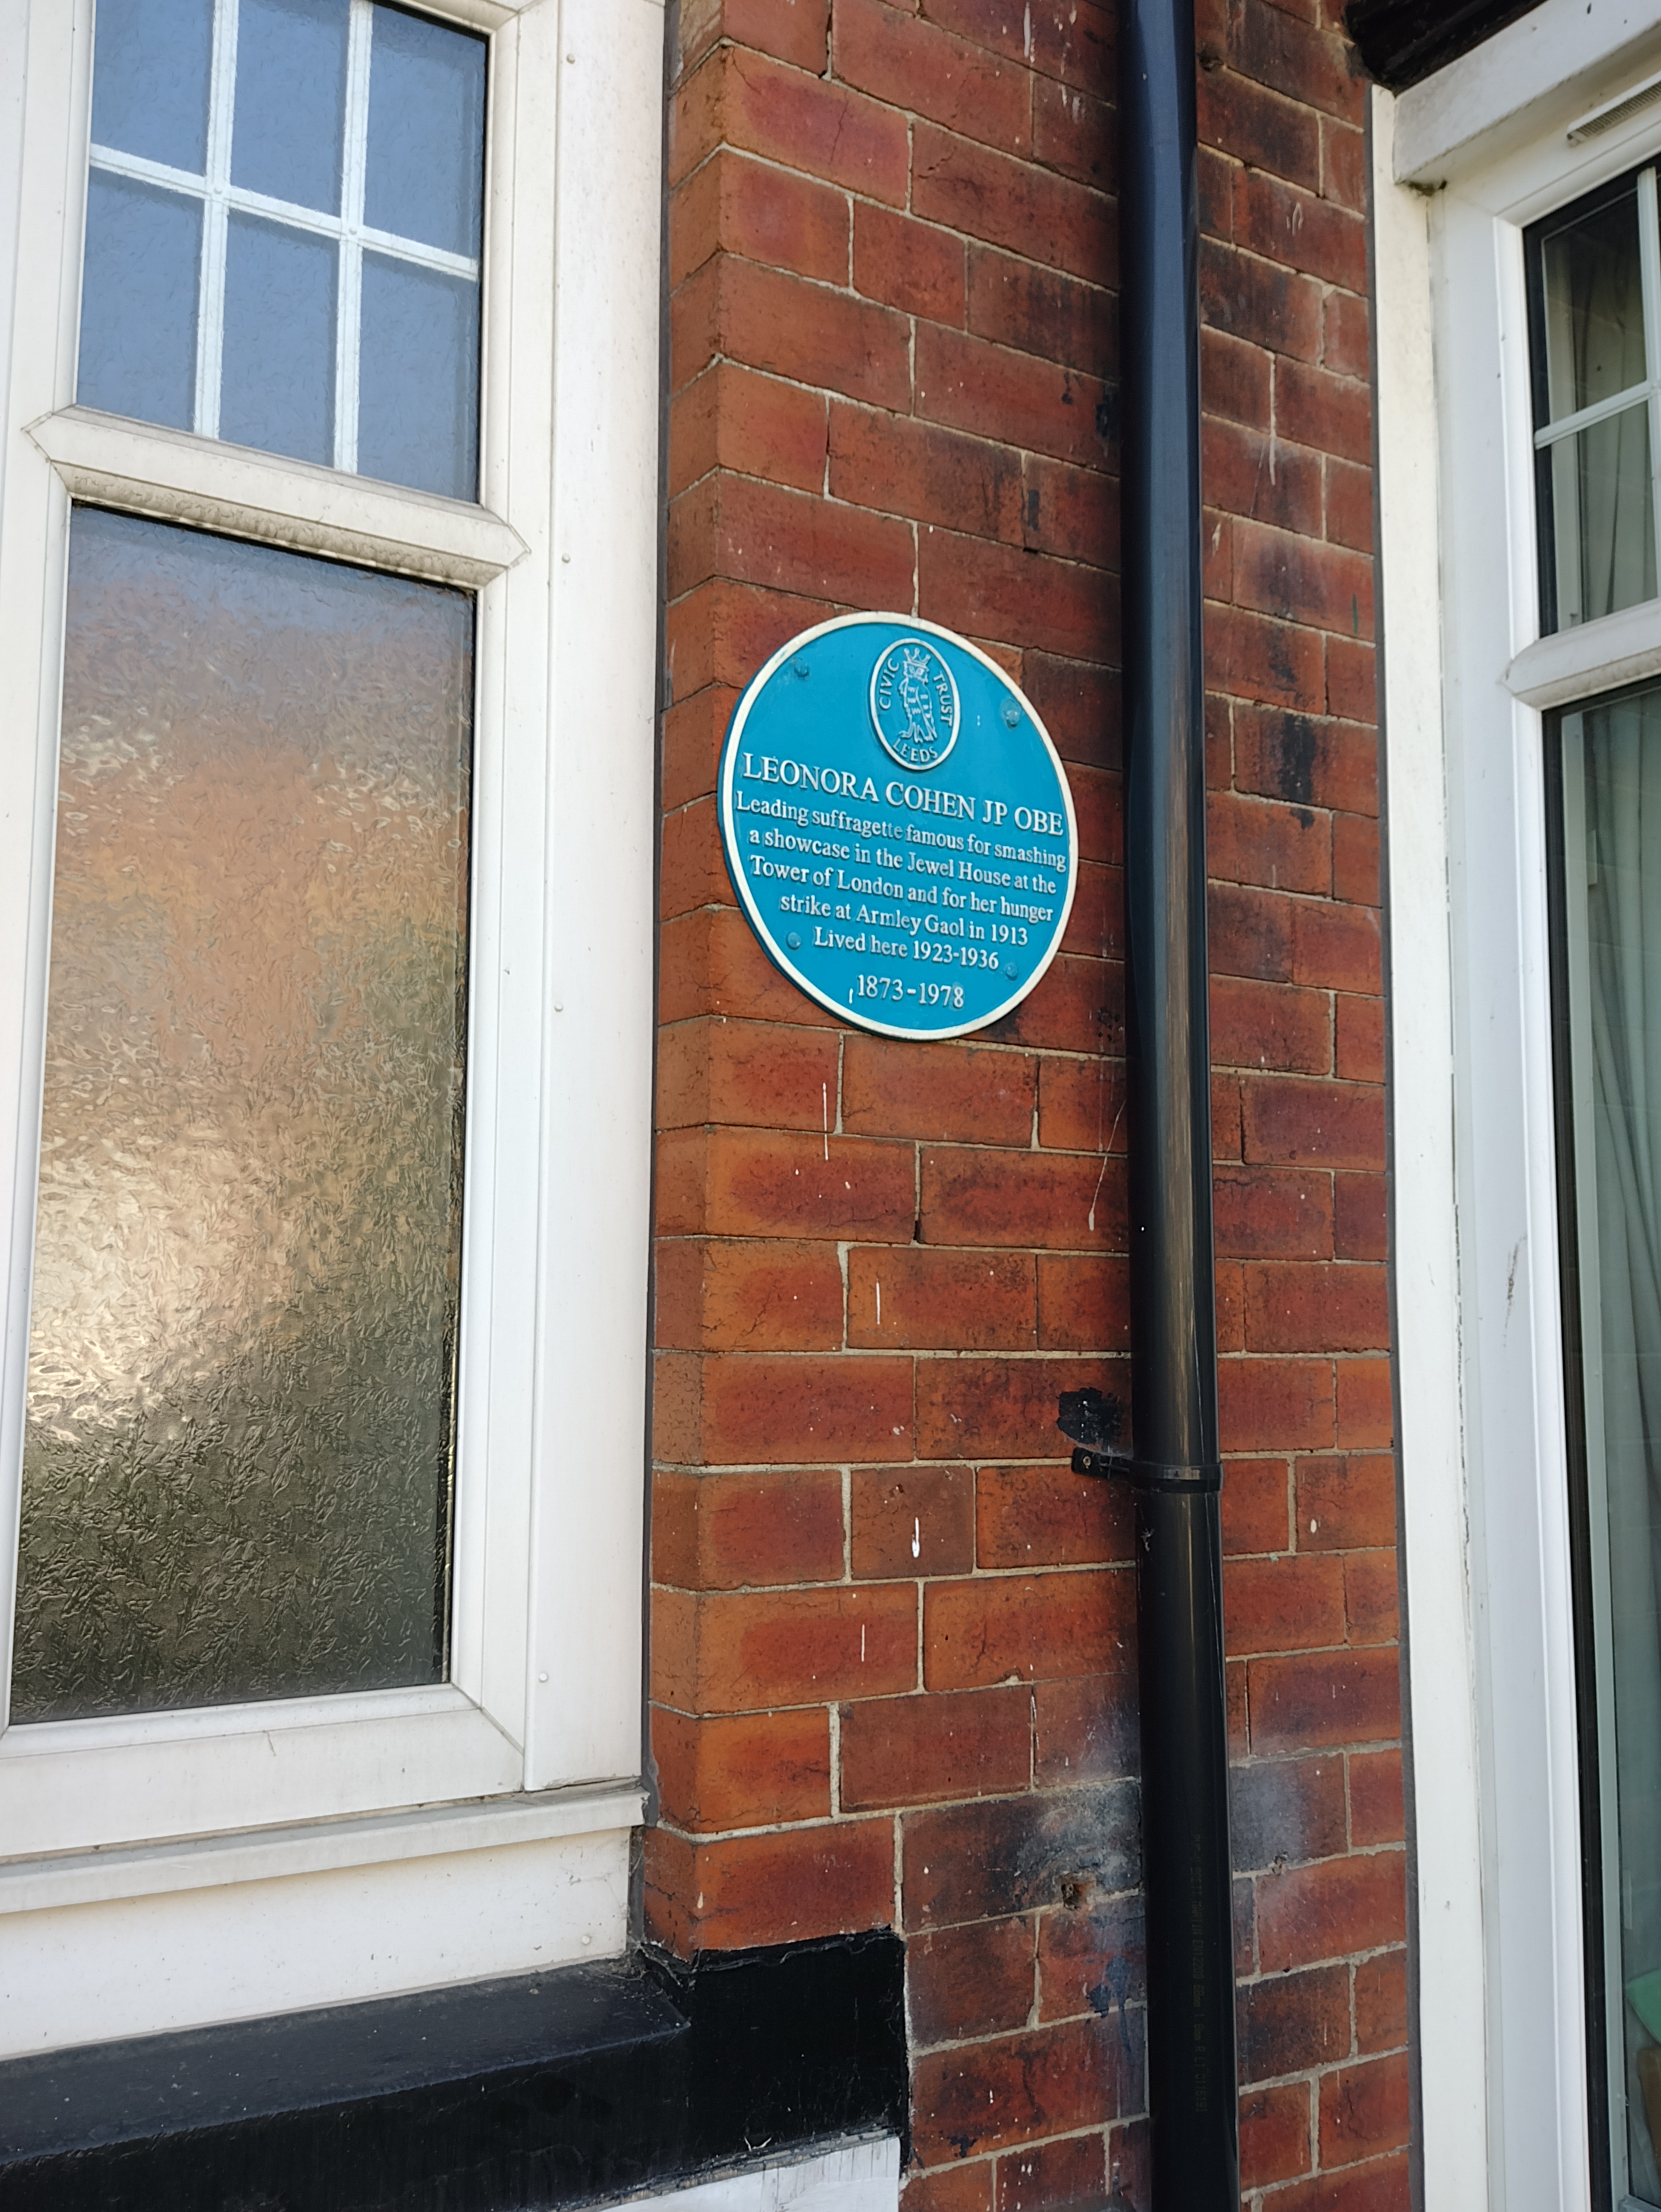 CIVIC TRUST
LEEDS
LEONORA COHEN JP OBE
Leading suffragette famous for smashing
a showcase in the Jewel House at the
Tower of London and for her hunger
strike at Armley Gaol in 1913
Lived here 1923-1936
1873-1978